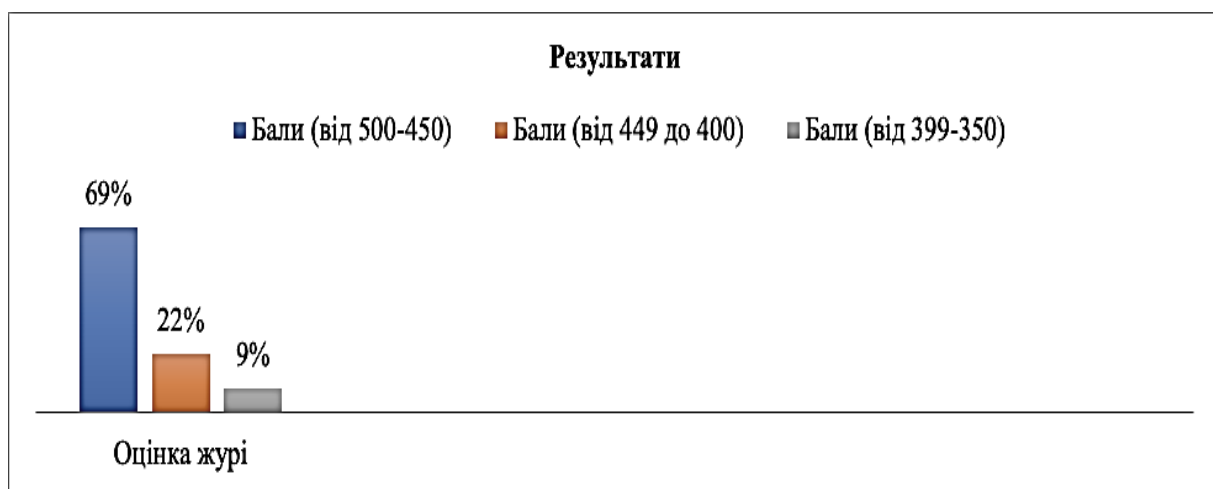 Результати
Бали (від 500-450) Бали (від 449 до 400) Бали (від 399-350)
69%
22%
9%
Оцінка журі